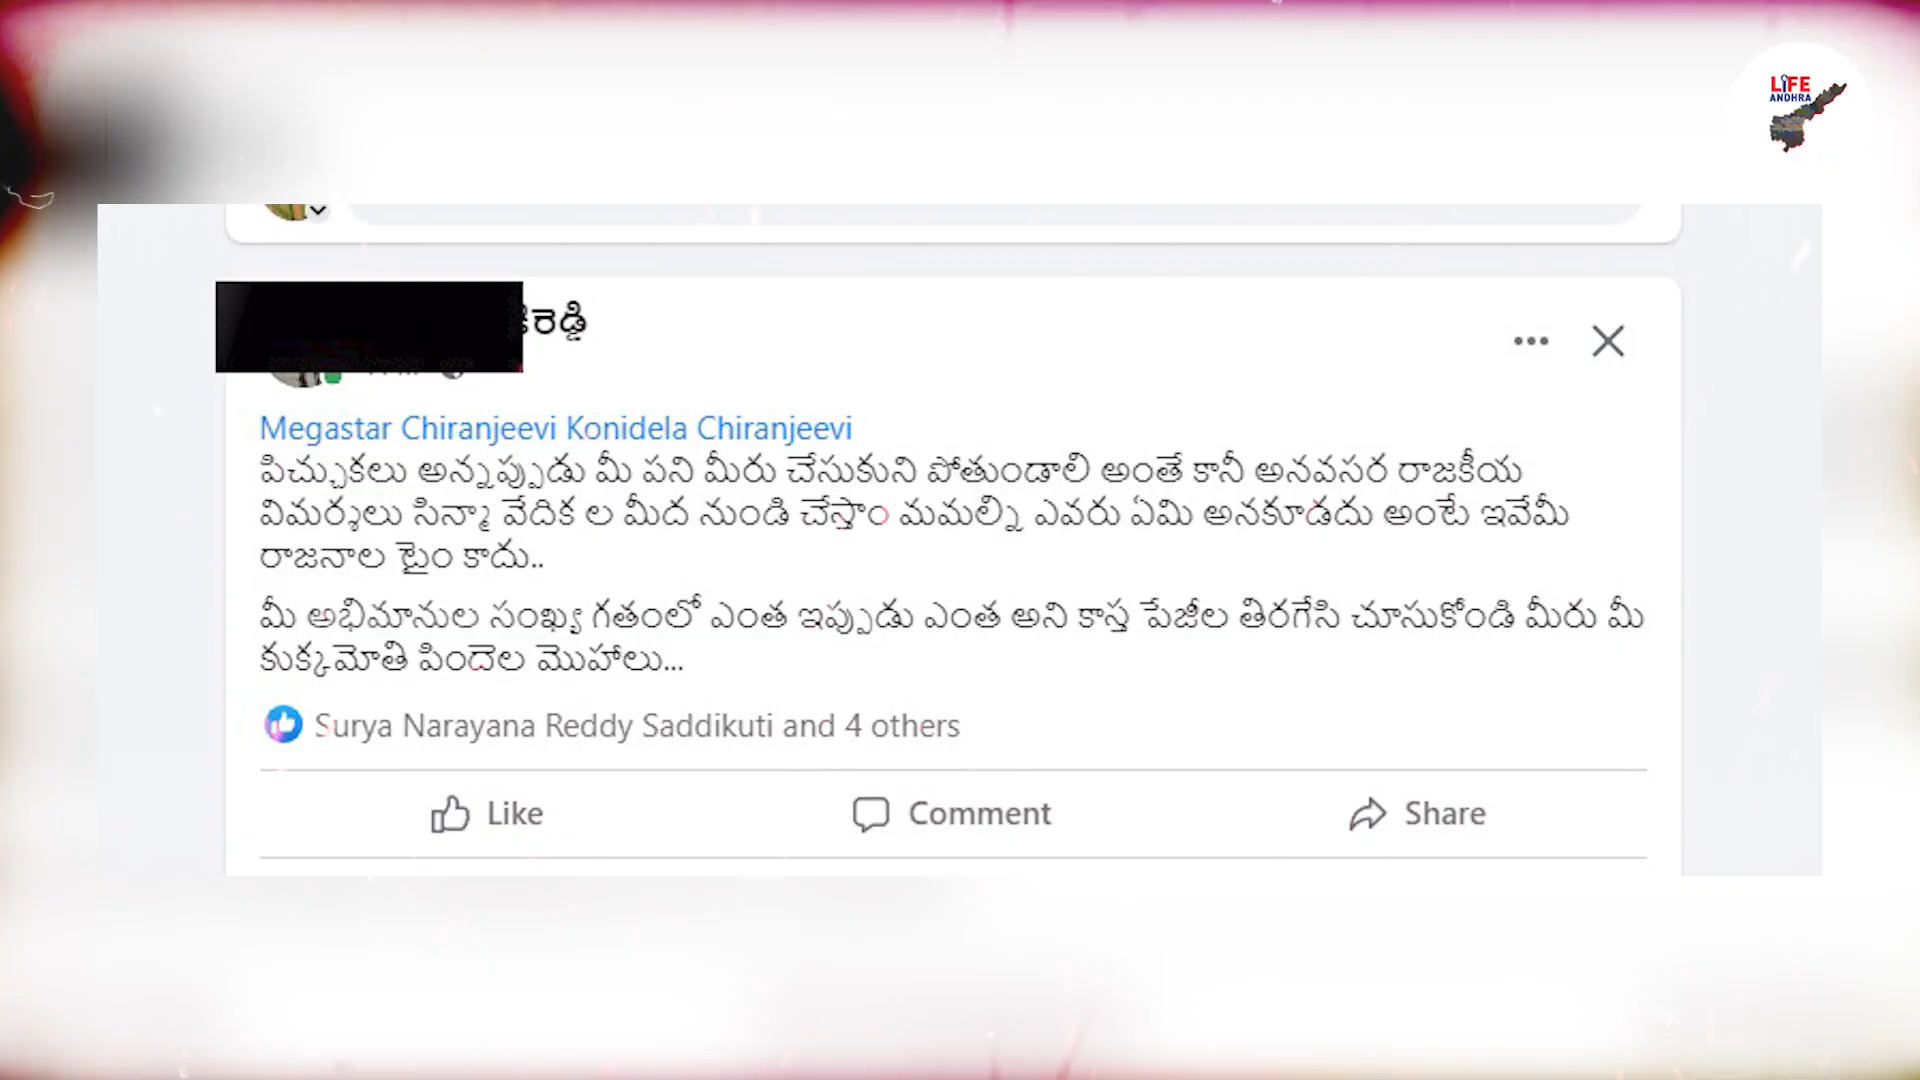 LiFE
ANDHRA
రెడ్డి
Megastar Chiranjeevi Konidela Chiranjeevi
పిచ్చుకలు అన్నప్పుడు మీ పని మీరు చేసుకుని పోతుండాలి అంతే కానీ అనవసర రాజకీయ
విమర్శలు సిన్మా వేదిక ల మీద నుండి చేస్తాం మమల్ని ఎవరు ఏమి అనకూడదు అంటే ఇవేమీ
రాజనాల టైం కాదు..
మీ అభిమానుల సంఖ్య గతంలో ఎంత ఇప్పుడు ఎంత అని కాస్త పేజీల తిరగేసి చూసుకోండి మీరు మీ
కుక్కమోతి పిందెల మొహాలు...
Surya Narayana Reddy Saddikuti and 4 others
Like
Comment
Share